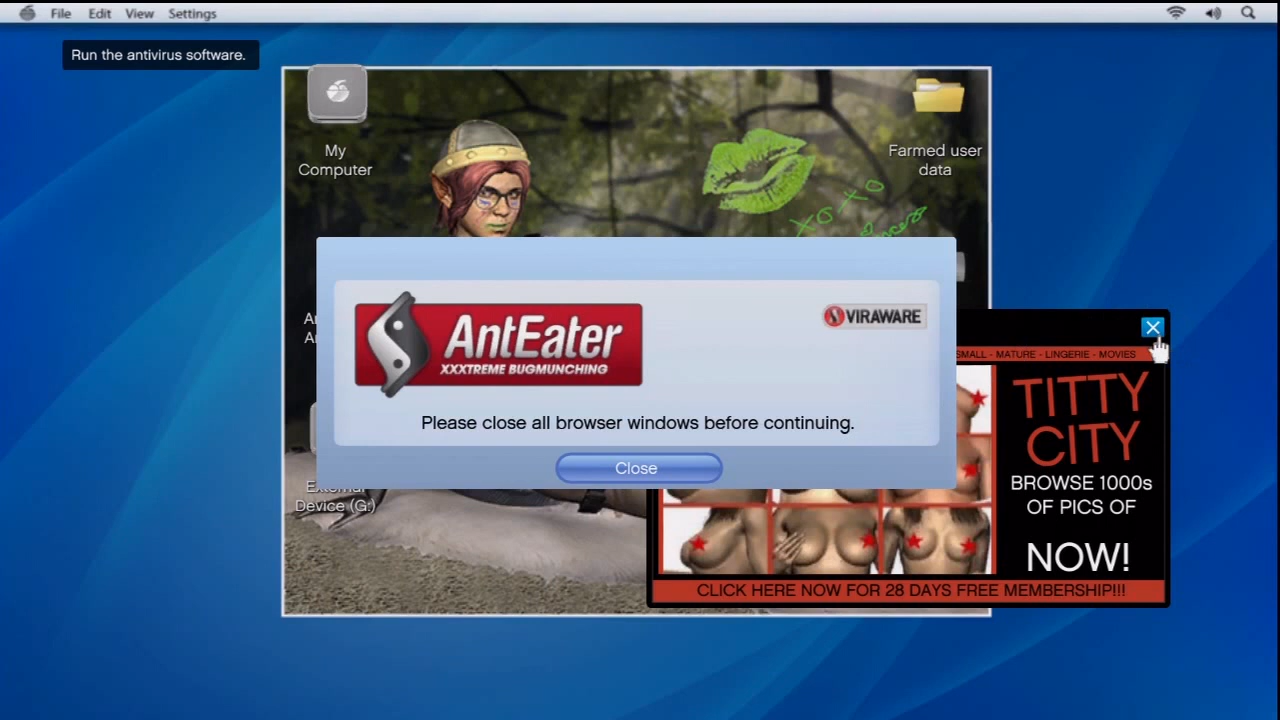 File Edit View Settings
Run the antivirus software.
My
Computer
Farmed user
data
XOXO
AntEater
XXXTREME BUGMUNCHING
VIRAWARE
Please close all browser windows before continuing.
Close
External
Device (G:)
SMALL - MATURE - LINGERIE - MOVIES
TITTY
CITY
BROWSE 1000s
OF PICS OF
NOW!
CLICK HERE NOW FOR 28 DAYS FREE MEMBERSHIP!!!